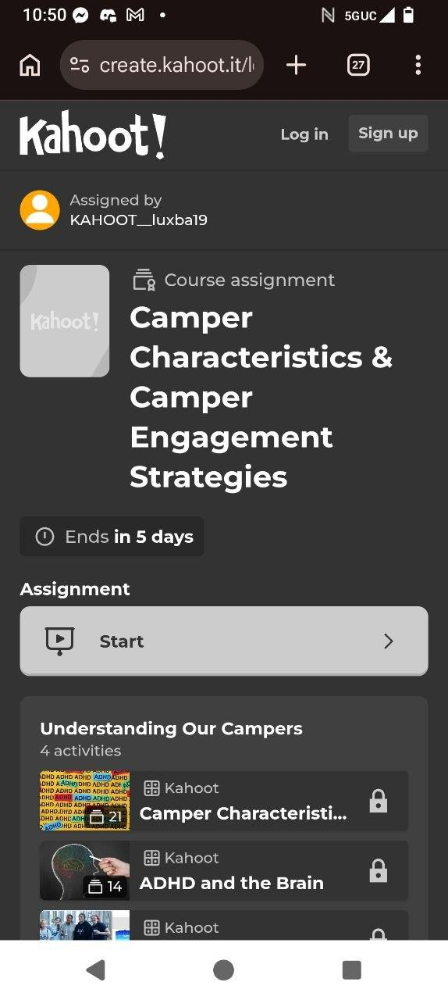 10:50
5GUC
create.kahoot.it/l
27
Kahoot!
Log in
Sign up
Assigned by
KAHOOT__luxba19
Kahoot!
Course assignment
Camper
Characteristics &
Camper
Engagement
Strategies
Ends in 5 days
Assignment
Start
Understanding Our Campers
4 activities
Kahoot
21
Camper Characteristi...
Kahoot
14
ADHD and the Brain
Kahoot